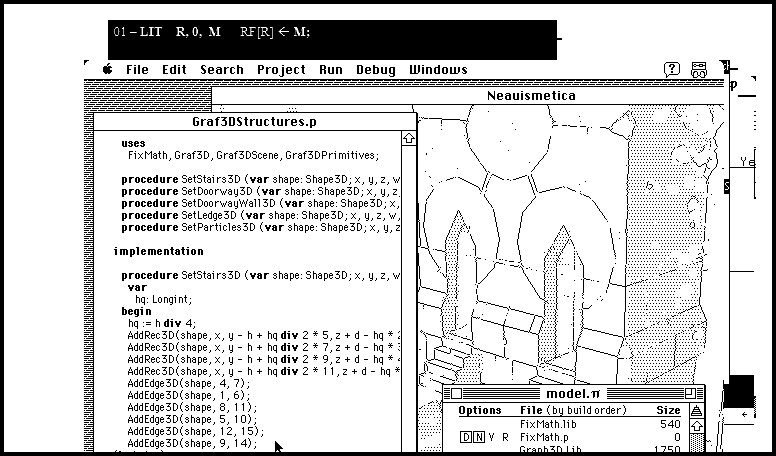 01 – LIT R, 0, M RF[R] ← M;
File Edit Search Project Run Debug Windows
Neauismetica
Graf3DStructures.p
uses
FixMath, Graf3D, Graf3DScene, Graf3DPrimitives;
procedure SetStairs3D (var shape: Shape3D; x, y, z, w,
procedure SetDoorway3D (var shape: Shape3D; x, y, z,
procedure SetDoorwayWall3D (var shape: Shape3D; x,
procedure SetLedge3D (var shape: Shape3D; x, y, z, w,
procedure SetParticles3D (var shape: Shape3D; x, y, z
implementation
procedure SetStairs3D (var shape: Shape3D; x, y, z, w
var
hq: Longint;
begin
hq := h div 4;
AddRec3D(shape, x, y - h + hq div 2 * 5, z + d - hq * 2
AddRec3D(shape, x, y - h + hq div 2 * 7, z + d - hq *
AddRec3D(shape, x, y - h + hq div 2 * 9, z + d - hq *
AddRec3D(shape, x, y - h + hq div 2 * 11, z + d - hq *
AddEdge3D(shape, 4, 7);
AddEdge3D(shape, 1, 6);
AddEdge3D(shape, 8, 11);
AddEdge3D(shape, 5, 10);
AddEdge3D(shape, 12, 15);
AddEdge3D(shape, 9, 14);
model.π
Options File (by build order) Size
FixMath.lib 540
D N V R FixMath.p 0
Graph3D.lib 1750
p
Ye